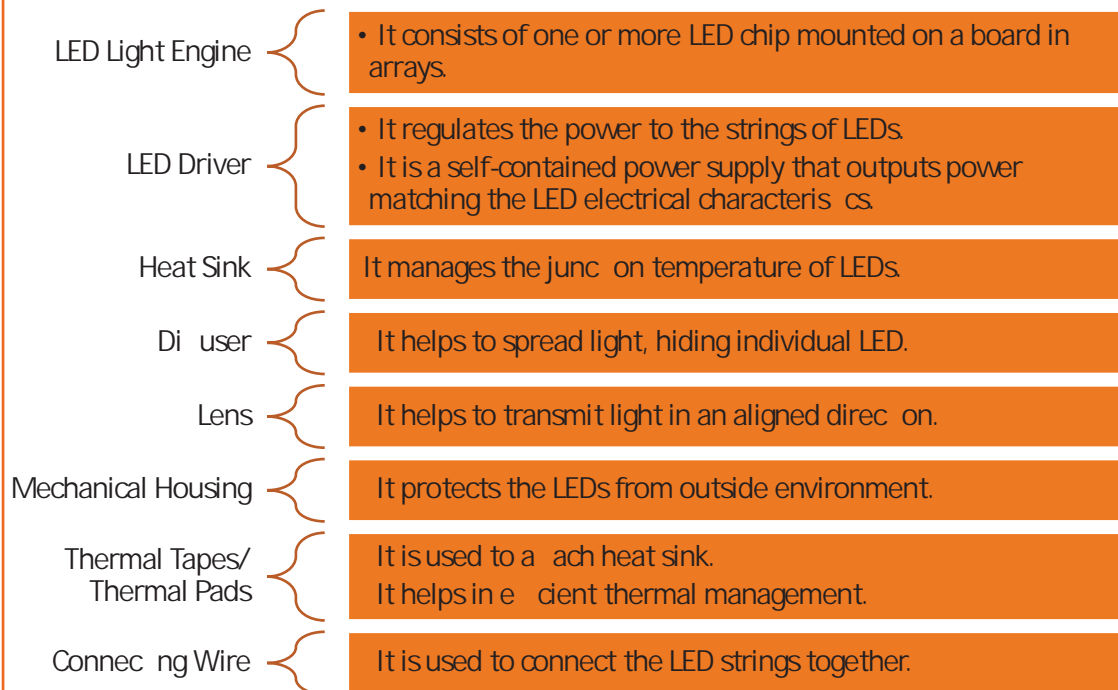 LED Light Engine
• It consists of one or more LED chip mounted on a board in
arrays.
LED Driver
• It regulates the power to the strings of LEDs.
• It is a self-contained power supply that outputs power
matching the LED electrical characteris cs.
Heat Sink
It manages the junc on temperature of LEDs.
Di user
It helps to spread light, hiding individual LED.
Lens
It helps to transmit light in an aligned direc on.
Mechanical Housing
It protects the LEDs from outside environment.
Thermal Tapes/
Thermal Pads
It is used to a ach heat sink.
It helps in e cient thermal management.
Connec ng Wire
It is used to connect the LED strings together.